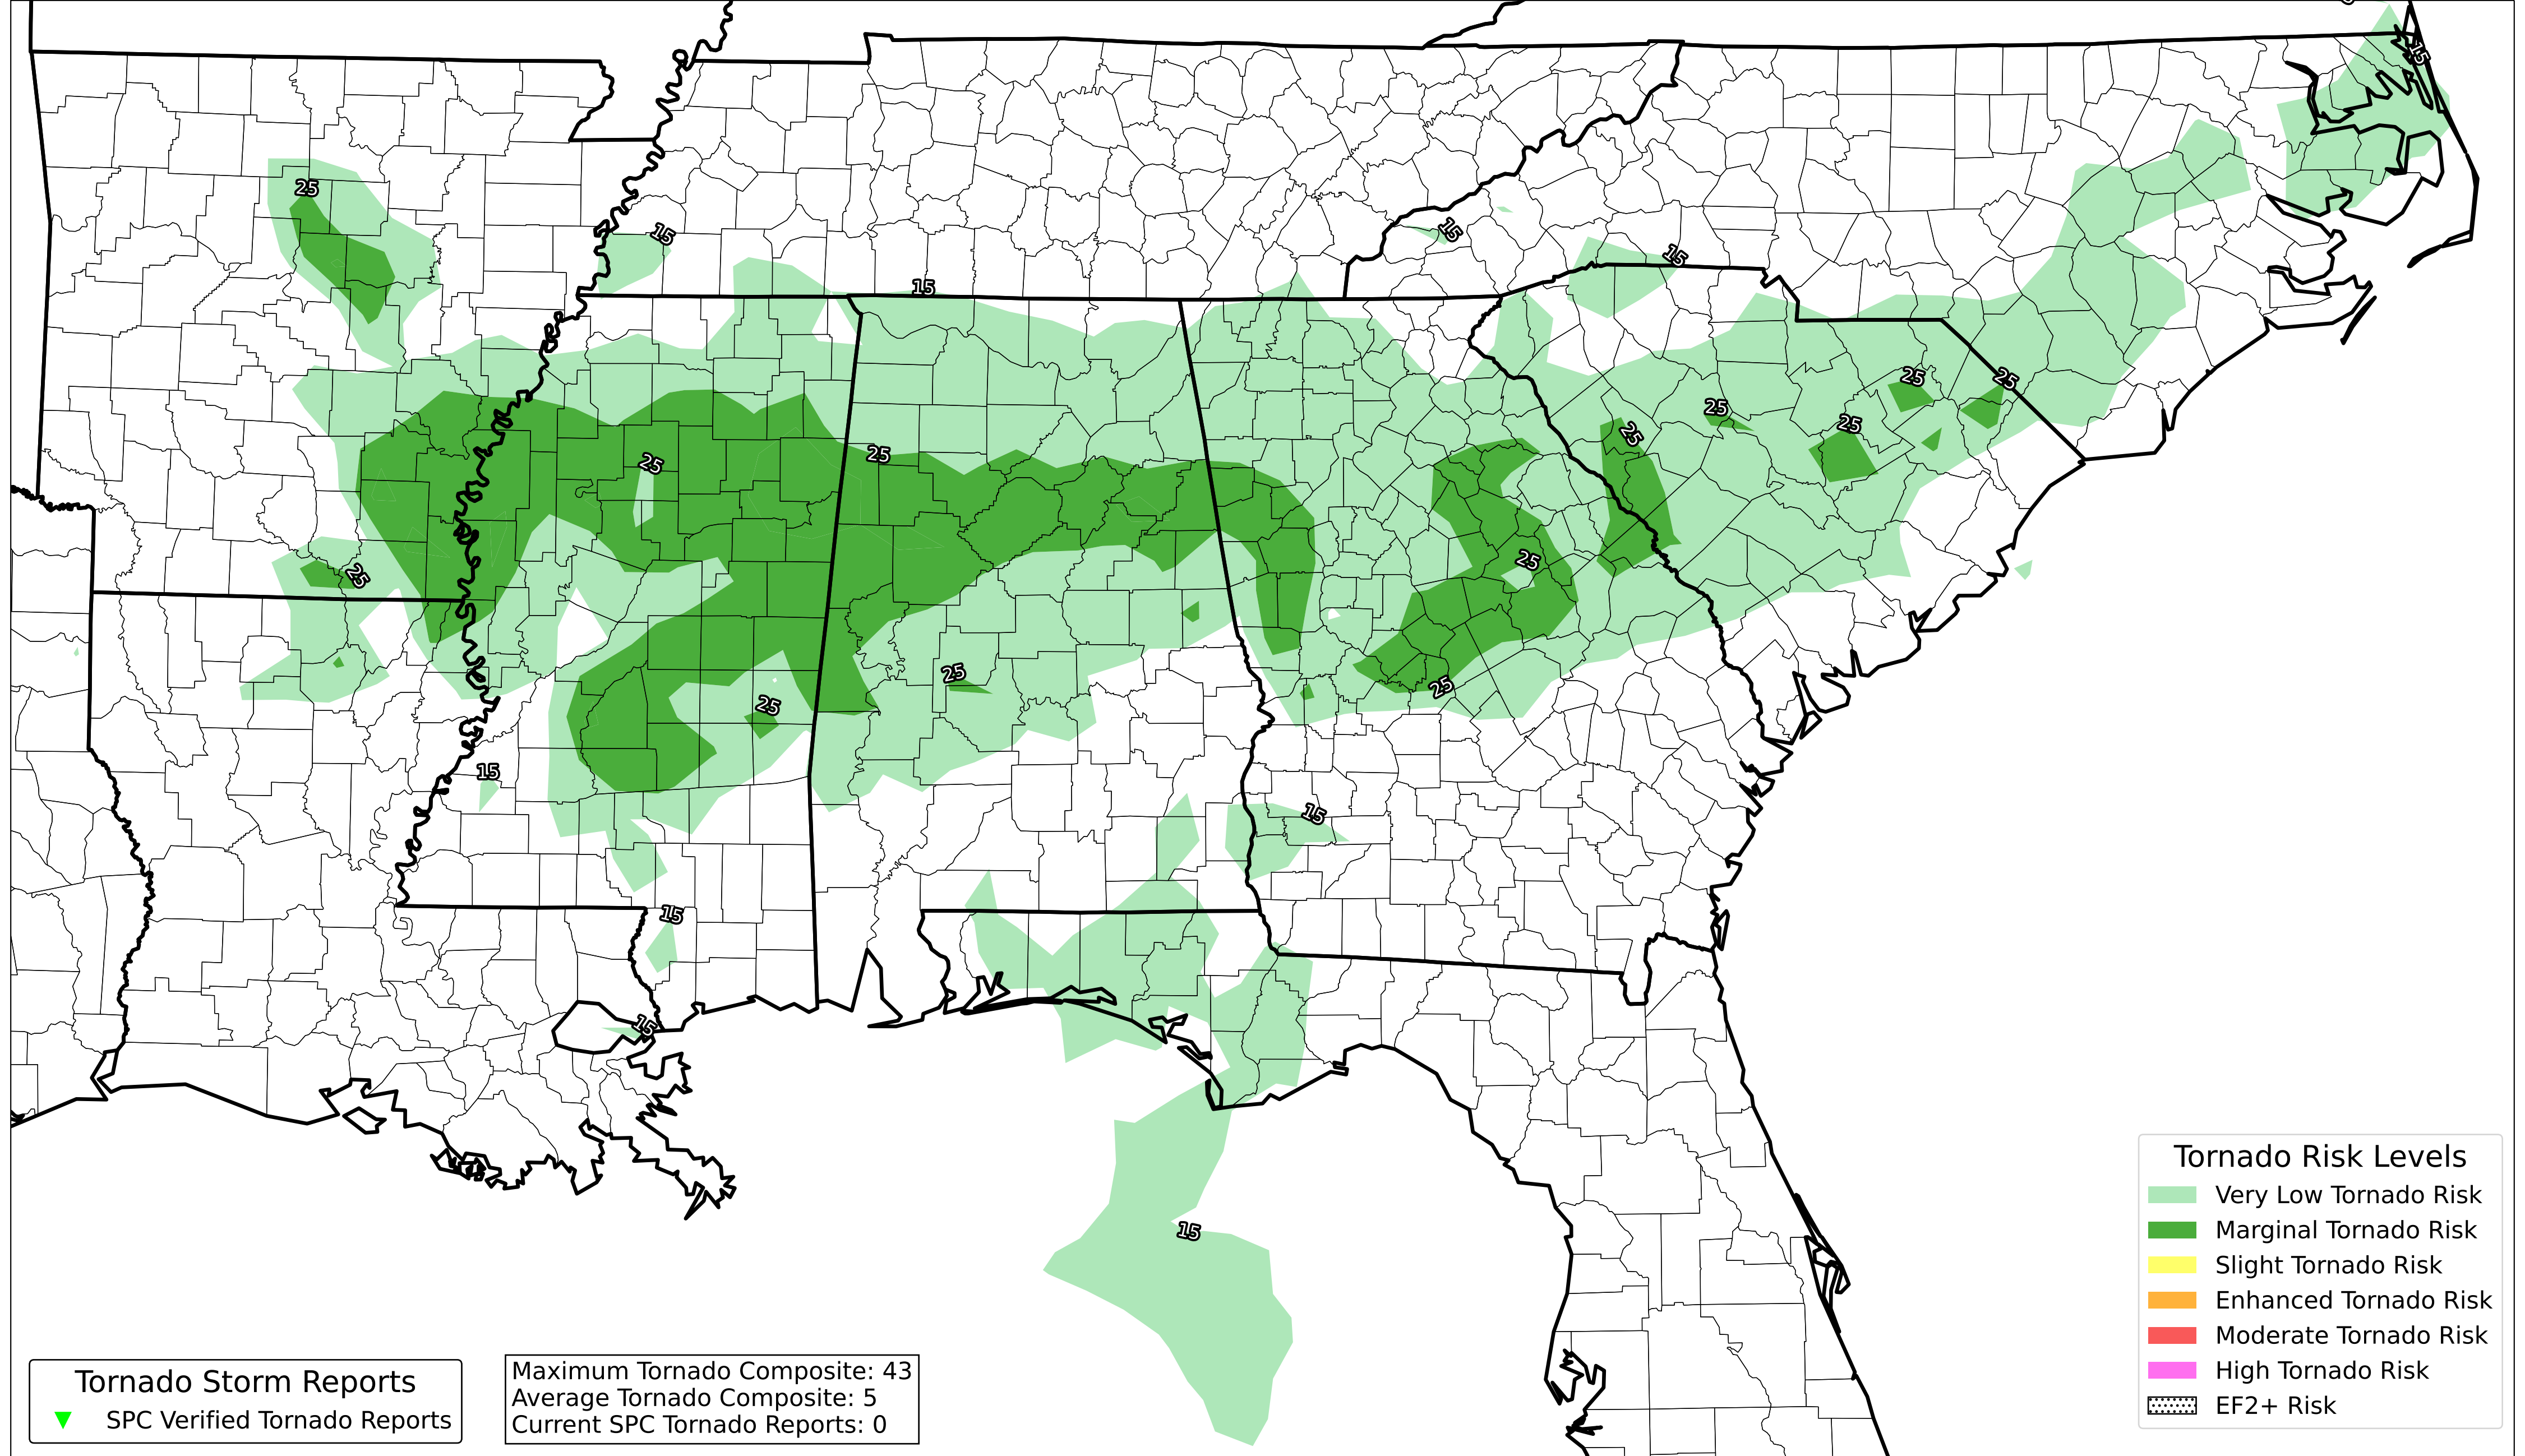 15
25
15
15
15
15
25
25
25
25
25
25
25
25
25
25
25
25
25
15
15
15
15
15
Tornado Risk Levels
Very Low Tornado Risk
Marginal Tornado Risk
Slight Tornado Risk
Enhanced Tornado Risk
Moderate Tornado Risk
High Tornado Risk
EF2+ Risk
Tornado Storm Reports
SPC Verified Tornado Reports
Maximum Tornado Composite: 43
Average Tornado Composite: 5
Current SPC Tornado Reports: 0